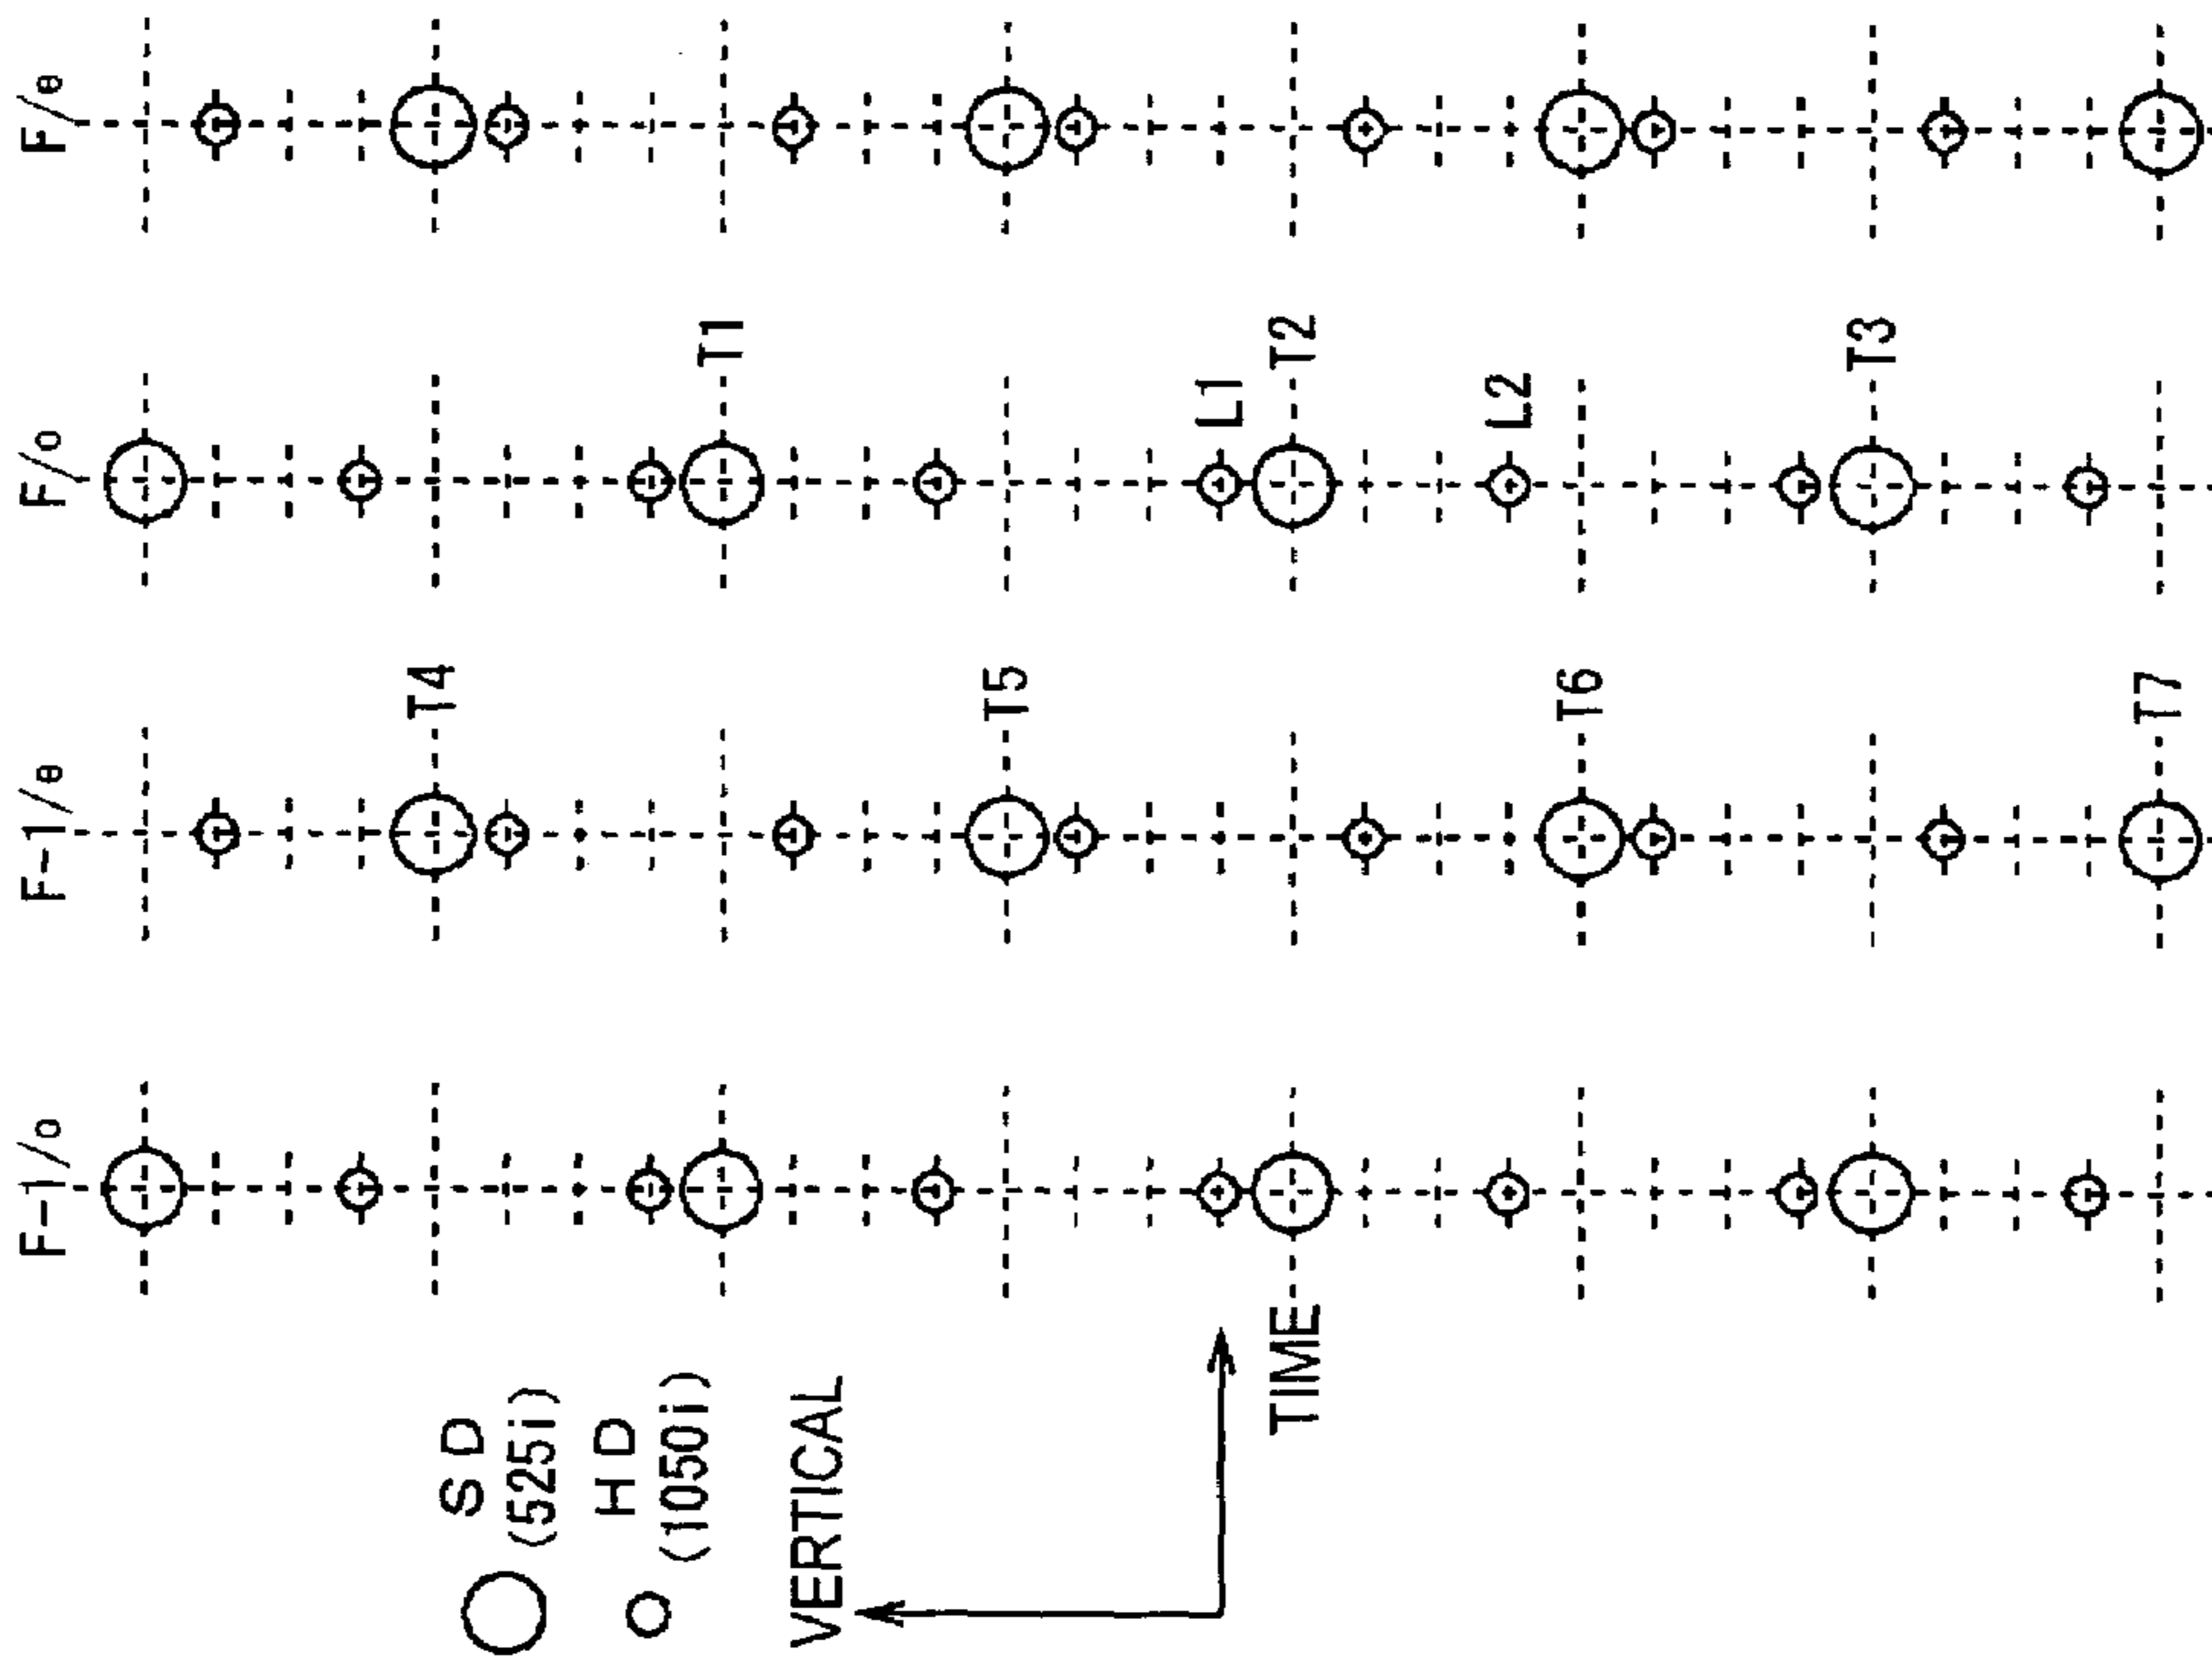 F-1/o
F-1/e
F/o
F/e
SD
(525i)
HD
(1050i)
VERTICAL
TIME
T4
T5
T6
T7
T1
L1
T2
L2
T3